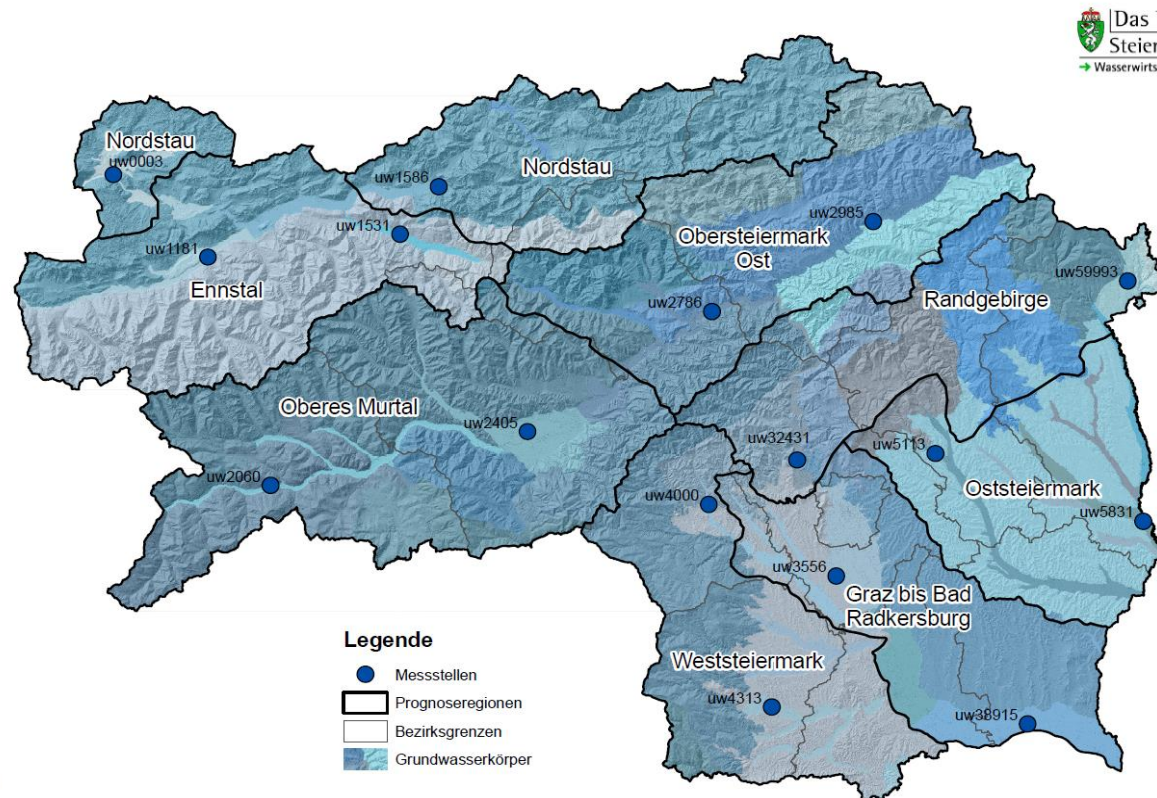 Das
Steier
➔ Wasserwirts
Nordstau
uw0003
Nordstau
uw1586
uw1531
uw1181
Ennstal
uw2985
Obersteiermark
Ost
uw2786
uw59993
Randgebirge
Oberes Murtal
uw2405
uw2060
uw32431
uw5113
Oststeiermark
uw5831
uw4000
uw3556
Graz bis Bad
Radkersburg
Weststeiermark
uw4313
uw38915
Legende
Messstellen
Prognoseregionen
Bezirksgrenzen
Grundwasserkörper